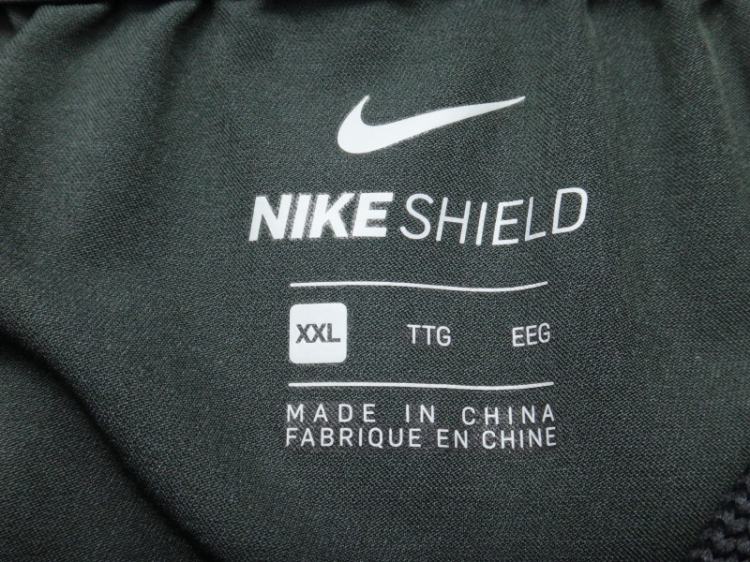 NIKE SHIELD
XXL TTG EEG
MADE IN CHINA
FABRIQUE EN CHINE